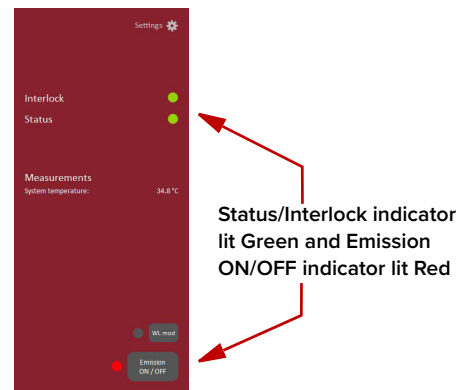 Settings
Interlock
Status
Measurements
System temperature: 34.8 °C
Status/Interlock indicator
lit Green and Emission
ON/OFF indicator lit Red
WL mod
Emission
ON / OFF